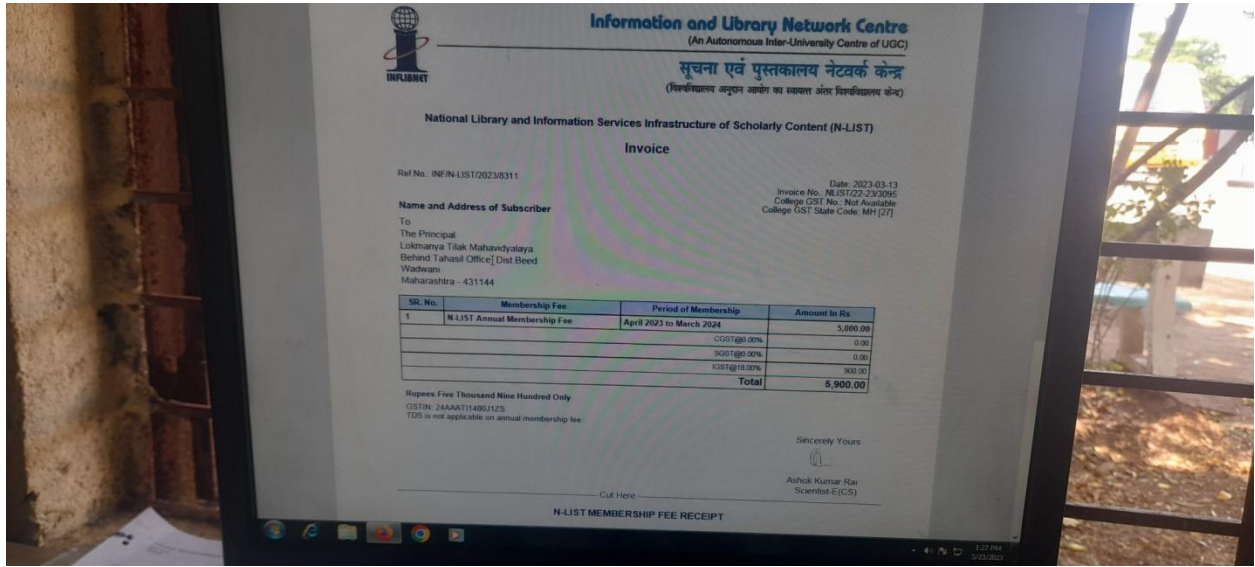 Information and Library Network Centre
(An Autonomous Inter-University Centre of UGC)
सूचना एवं पुस्तकालय नेटवर्क केन्द्र
(विश्वविद्यालय अनुदान आयोग का स्वायत्त अंतर विश्वविद्यालय केन्द्र)
INFLIBNET
National Library and Information Services Infrastructure of Scholarly Content (N-LIST)
Invoice
Ref No.: INF/N-LIST/2023/8311
Date: 2023-03-13
Invoice No.: NLIST/22-23/3095
College GST No.: Not Available
College GST State Code: MH [27]
Name and Address of Subscriber
To
The Principal
Lokmanya Tilak Mahavidyalaya
Behind Tahasil Office] Dist.Beed
Wadwani
Maharashtra - 431144
SR. No. Membership Fee Period of Membership Amount In Rs
1 N-LIST Annual Membership Fee April 2023 to March 2024 5,000.00
CGST@0.00% 0.00
SGST@0.00% 0.00
IGST@18.00% 900.00
Total 5,900.00
Rupees Five Thousand Nine Hundred Only
GSTIN: 24AAATI1480J1ZS
TDS is not applicable on annual membership fee
Sincerely Yours
Ashok Kumar Rai
Scientist-E(CS)
Cut Here
N-LIST MEMBERSHIP FEE RECEIPT
3:27 PM
3/23/2023